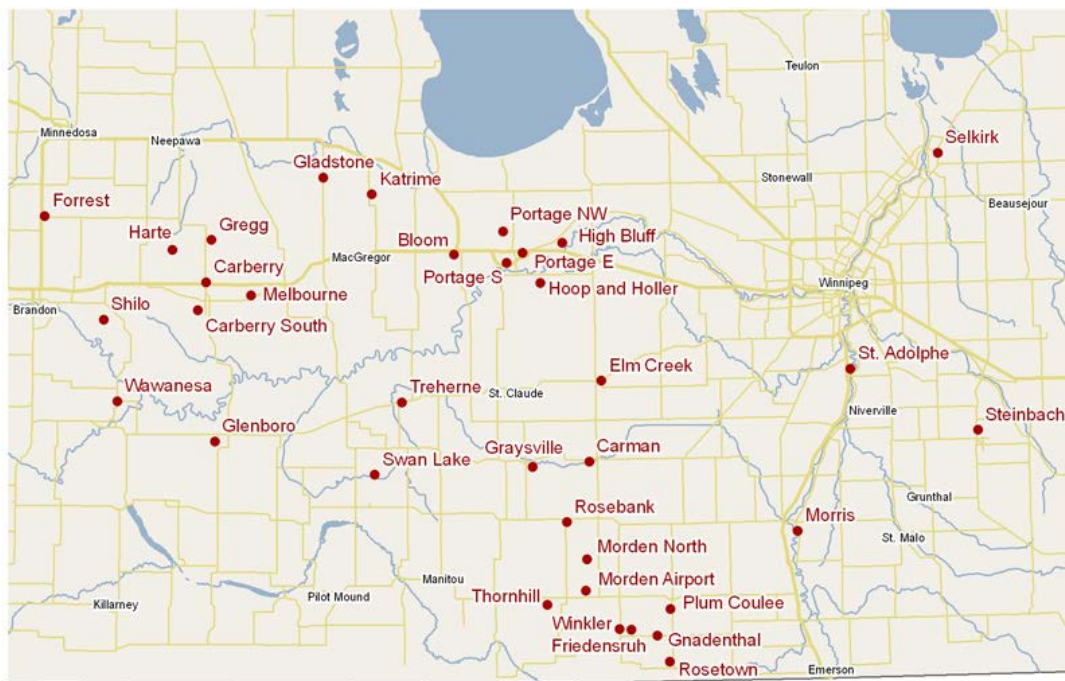 Teulon
Minnedosa
Neepawa
Selkirk
Gladstone
Stonewall
Katrime
Beausejour
Forrest
Portage NW
Gregg
Harte
High Bluff
Bloom
MacGregor
Portage E
Carberry
Portage S
Winnipeg
Hoop and Holler
Melbourne
Brandon
Shilo
Carberry South
St. Adolphe
Elm Creek
Wawanesa
Treherne
St. Claude
Niverville
Steinbach
Glenboro
Graysville
Carman
Swan Lake
Grunthal
Rosebank
Morris
St. Malo
Morden North
Manitou
Morden Airport
Thornhill
Pilot Mound
Killarney
Plum Coulee
Winkler
Gnadenthal
Friedensruh
Rosetown
Emerson